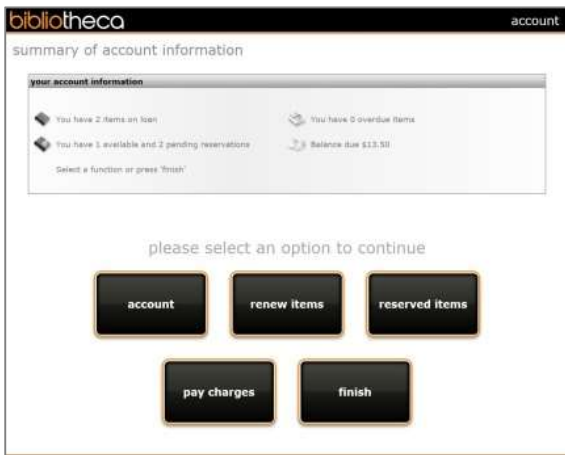 bibliotheca account
summary of account information
your account information
You have 2 items on loan You have 0 overdue items
You have 1 available and 2 pending reservations Balance due $13.50
Select a function or press 'finish'
please select an option to continue
account renew items reserved items
pay charges finish